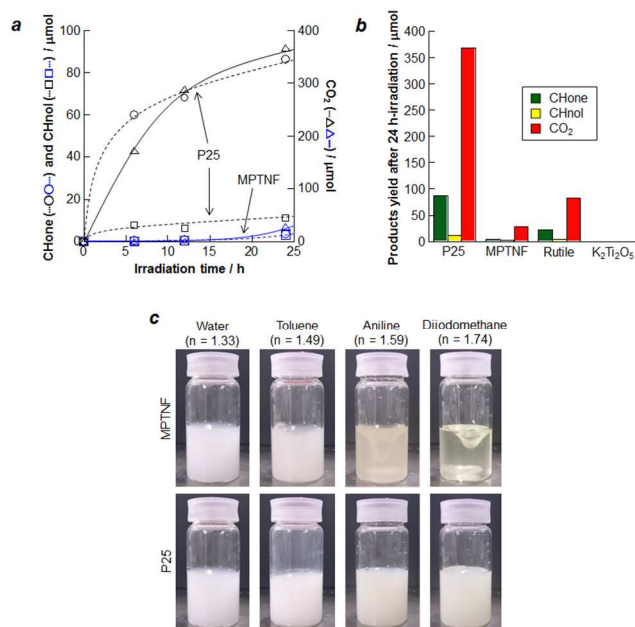 a
CHone (··○○··) and CHnol (··□□··) / μmol
100
80
60
40
20
0
400
300
200
100
0
CO₂ (–△△–) / μmol
P25
MPTNF
0
5
10
15
20
25
Irradiation time / h
b
Products yield after 24 h-irradiation / μmol
400
350
300
250
200
150
100
50
0
CHone
CHnol
CO₂
P25
MPTNF
Rutile
K₂Ti₂O₅
c
Water
(n = 1.33)
Toluene
(n = 1.49)
Aniline
(n = 1.59)
Diiodomethane
(n = 1.74)
MPTNF
P25